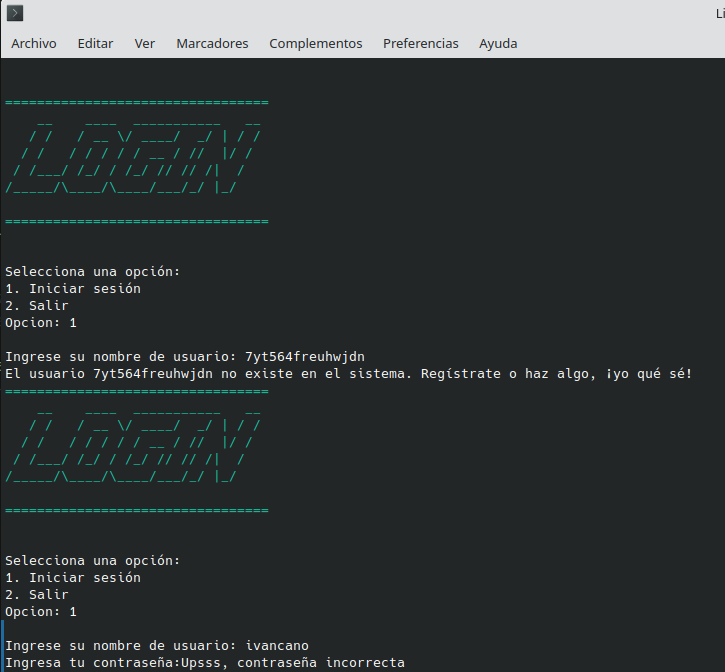 Li
Archivo Editar Ver Marcadores Complementos Preferencias Ayuda
=================================
    __    ____  ___________   __
   / /   / __ \/ ____/  _/ | / /
  / /   / / / / / __ / //  |/ /
 / /___/ /_/ / /_/ // // /|  /
/_____/\____/\____/___/_/ |_/
=================================
Selecciona una opción:
1. Iniciar sesión
2. Salir
Opcion: 1
Ingrese su nombre de usuario: 7yt564freuhwjdn
El usuario 7yt564freuhwjdn no existe en el sistema. Regístrate o haz algo, ¡yo qué sé!
=================================
    __    ____  ___________   __
   / /   / __ \/ ____/  _/ | / /
  / /   / / / / / __ / //  |/ /
 / /___/ /_/ / /_/ // // /|  /
/_____/\____/\____/___/_/ |_/
=================================
Selecciona una opción:
1. Iniciar sesión
2. Salir
Opcion: 1
Ingrese su nombre de usuario: ivancano
Ingresa tu contraseña:Upsss, contraseña incorrecta